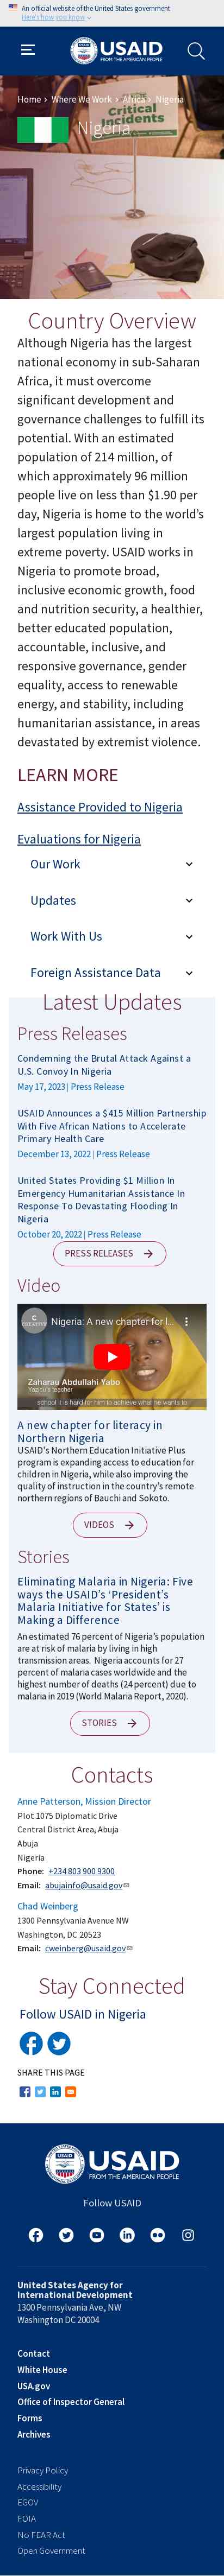 An official website of the United States government
Here's how you know
USAID
FROM THE AMERICAN PEOPLE
Home › Where We Work › Africa › Nigeria
Critical
Incidents
Nigeria
Country Overview
Although Nigeria has the largest
national economy in sub-Saharan
Africa, it must overcome
significant development and
governance challenges to fulfill its
potential. With an estimated
population of 214 million, of
which approximately 96 million
people live on less than $1.90 per
day, Nigeria is home to the world’s
largest population living in
extreme poverty. USAID works in
Nigeria to promote broad,
inclusive economic growth, food
and nutrition security, a healthier,
better educated population,
accountable, inclusive, and
responsive governance, gender
equality, access to renewable
energy, and stability, including
humanitarian assistance, in areas
devastated by extremist violence.
LEARN MORE
Assistance Provided to Nigeria
Evaluations for Nigeria
Our Work
Updates
Work With Us
Foreign Assistance Data
Latest Updates
Press Releases
Condemning the Brutal Attack Against a
U.S. Convoy In Nigeria
May 17, 2023 | Press Release
USAID Announces a $415 Million Partnership
With Five African Nations to Accelerate
Primary Health Care
December 13, 2022 | Press Release
United States Providing $1 Million In
Emergency Humanitarian Assistance In
Response To Devastating Flooding In
Nigeria
October 20, 2022 | Press Release
PRESS RELEASES
Video
C
CREATIVE
Nigeria: A new chapter for l...
Zaharau Abdullahi Yabo
Yazidu's teacher
school it is hard for him to achieve what he wants to
A new chapter for literacy in
Northern Nigeria
USAID's Northern Education Initiative Plus
program is expanding access to education for
children in Nigeria, while also improving the
quality of instruction in the country’s remote
northern regions of Bauchi and Sokoto.
VIDEOS
Stories
Eliminating Malaria in Nigeria: Five
ways the USAID’s ‘President’s
Malaria Initiative for States’ is
Making a Difference
An estimated 76 percent of Nigeria’s population
are at risk of malaria by living in high
transmission areas. Nigeria accounts for 27
percent of malaria cases worldwide and the
highest number of deaths (24 percent) due to
malaria in 2019 (World Malaria Report, 2020).
STORIES
Contacts
Anne Patterson, Mission Director
Plot 1075 Diplomatic Drive
Central District Area, Abuja
Abuja
Nigeria
Phone: +234 803 900 9300
Email: abujainfo@usaid.gov
Chad Weinberg
1300 Pennsylvania Avenue NW
Washington, DC 20523
Email: cweinberg@usaid.gov
Stay Connected
Follow USAID in Nigeria
SHARE THIS PAGE
USAID
FROM THE AMERICAN PEOPLE
Follow USAID
United States Agency for
International Development
1300 Pennsylvania Ave, NW
Washington DC 20004
Contact
White House
USA.gov
Office of Inspector General
Forms
Archives
Privacy Policy
Accessibility
EGOV
FOIA
No FEAR Act
Open Government